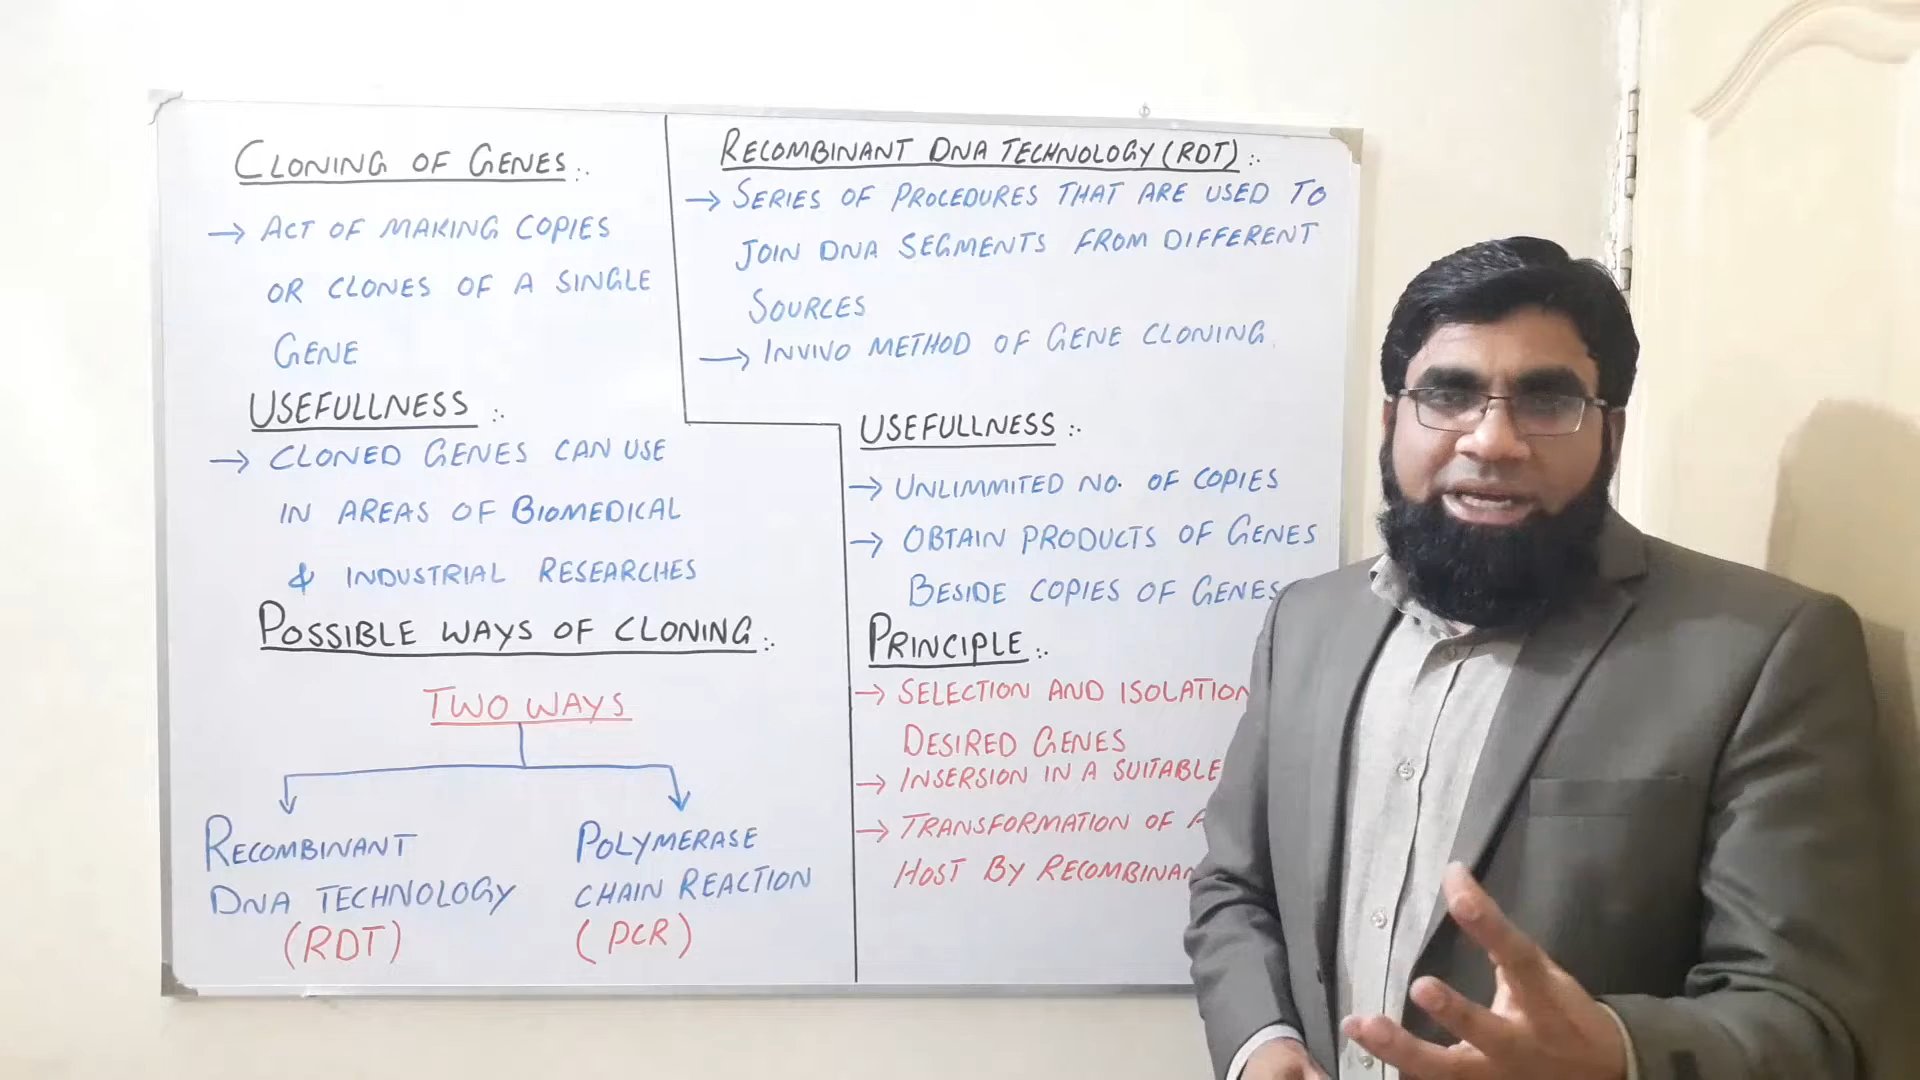 CLONING OF GENES:.
→ ACT OF MAKING COPIES
OR CLONES OF A SINGLE
GENE
USEFULLNESS :.
→ CLONED GENES CAN USE
IN AREAS OF BIOMEDICAL
& INDUSTRIAL RESEARCHES
POSSIBLE WAYS OF CLONING:.
TWO WAYS
RECOMBINANT
DNA TECHNOLOGY
(RDT)
POLYMERASE
CHAIN REACTION
(PCR)
RECOMBINANT DNA TECHNOLOGY (RDT):.
→ SERIES OF PROCEDURES THAT ARE USED TO
JOIN DNA SEGMENTS FROM DIFFERENT
SOURCES
→ INVIVO METHOD OF GENE CLONING.
USEFULLNESS :.
→ UNLIMMITED NO. OF COPIES
→ OBTAIN PRODUCTS OF GENES
BESIDE COPIES OF GENES
PRINCIPLE :.
→ SELECTION AND ISOLATION
DESIRED GENES
→ INSERSION IN A SUITABLE
→ TRANSFORMATION OF A
HOST BY RECOMBINAN